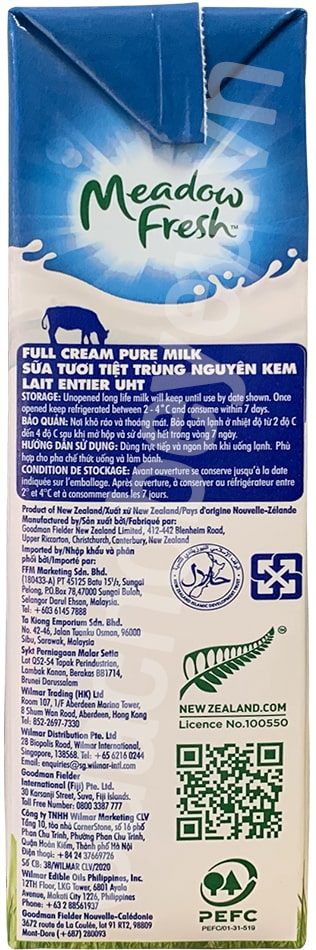 Meadow
Fresh™
FULL CREAM PURE MILK
SỮA TƯƠI TIỆT TRÙNG NGUYÊN KEM
LAIT ENTIER UHT
STORAGE: Unopened long life milk will keep until use by date shown. Once
opened keep refrigerated between 2 - 4°C and consume within 7 days.
BẢO QUẢN: Nơi khô ráo và thoáng mát. Bảo quản lạnh ở nhiệt độ từ 2 độ C
đến 4 độ C sau khi mở hộp và sử dụng hết trong vòng 7 ngày.
HƯỚNG DẪN SỬ DỤNG: Dùng trực tiếp và ngon hơn khi uống lạnh. Phù
hợp cho pha chế thức uống và làm bánh.
CONDITION DE STOCKAGE: Avant ouverture se conserve jusqu'à la date
indiquée sur l'emballage. Après ouverture, à conserver au réfrigérateur entre
2° et 4°C et à consommer dans les 7 jours.
Product of New Zealand/Xuất xứ New Zealand/Pays d'origine Nouvelle-Zélande
Manufactured by/Sản xuất bởi/Fabriqué par:
Goodman Fielder New Zealand Limited, 412-442 Blenheim Road,
Upper Riccarton, Christchurch, Canterbury, New Zealand
Imported by/Nhập khẩu và phân
phối bởi/Importé par:
FFM Marketing Sdn. Bhd.
(180433-A) PT 45125 Batu 15½, Sungai
Pelong, P.O.Box 78,47000 Sungai Buloh,
Selangor Darul Ehsan, Malaysia.
Tel: +603 6145 7888
Ta Kiong Emporium Sdn. Bhd.
No. 42-46, Jalan Tuanku Osman, 96000
Sibu, Sarawak, Malaysia.
Sykt Perniagaan Malar Setia
Lot Q52-54 Tapak Perindustrian,
Lambak Kanan, Berakas BB1714,
Brunei Darussalam
Wilmar Trading (HK) Ltd
Room 107, 1/F Aberdeen Marina Tower,
8 Shum Wan Road, Aberdeen, Hong Kong
Tel: 852-2697-7330
Wilmar Distribution Pte. Ltd
28 Biopolis Road, Wilmar International,
Singapore, 138568. Tel: +65 6216 0244
Email: enquiries@sg.wilmar-intl.com
Goodman Fielder
International (Fiji) Pte. Ltd.
30 Karsanji Street, Suva, Fiji Islands.
Toll Free Number: 0800 3387 777
Công ty TNHH Wilmar Marketing CLV
Tầng 10, tòa nhà CornerStone, số 16 phố
Phan Chu Trinh, Phường Phan Chu Trinh,
Quận Hoàn Kiếm, Thành phố Hà Nội
Điện thoại: +84 24 37669726
Số CB: 38/WILMAR CLV/2020
Wilmar Edible Oils Philippines, Inc.
12TH Floor, LKG Tower, 6801 Ayala
Avenue, Makati City 1226, Philippines
Phone: +63 2 88561937
Goodman Fielder Nouvelle-Calédonie
3672 route de La Coulée, lot 91 RT2, 98809
Mont-Dore (+ 687) 280093
حلال
NEW ZEALAND.COM
Licence No.100550
PEFC
PEFC/01-31-519